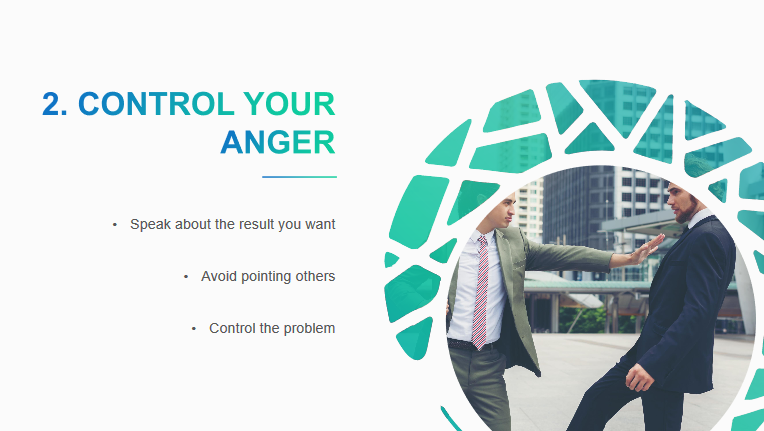 2. CONTROL YOUR
ANGER
• Speak about the result you want
• Avoid pointing others
• Control the problem